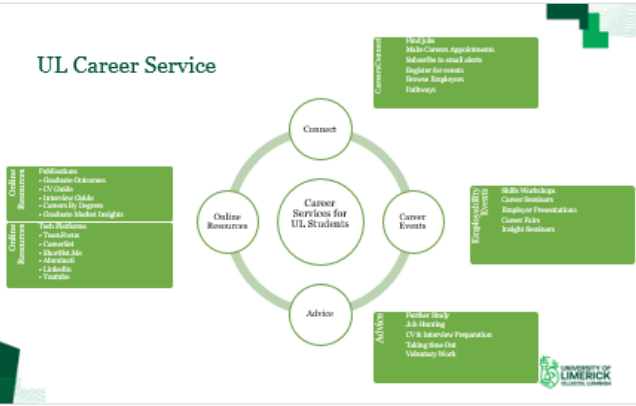 UL Career Service
CareersConnect
Find Jobs
Make Careers Appointments
Subscribe to email alerts
Register for events
Browse Employers
Pathways
Connect
Online
Resources
Publications
• Graduate Outcomes
• CV Guide
• Interview Guide
• Careers By Degrees
• Graduate Market Insights
Online
Resources
Tech Platforms
• TeamForm
• CareerSet
• Shortlist.Me
• Abintegro
• LinkedIn
• Youtube
Online
Resources
Career
Services for
UL Students
Career
Events
Employability
Events
Skills Workshops
Career Seminars
Employer Presentations
Career Fairs
Insight Seminars
Advice
Advice
Further Study
Job Hunting
CV & Interview Preparation
Taking time Out
Voluntary Work
UNIVERSITY OF
LIMERICK
OLLSCOIL LUIMNIGH